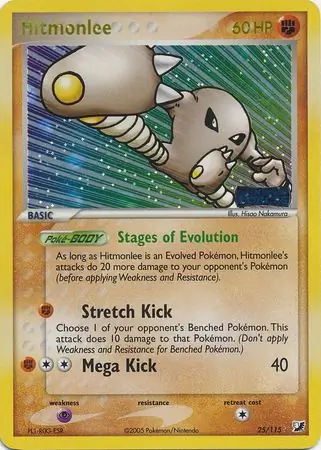 Hitmonlee 60 HP
BASIC
Illus. Hisao Nakamura
Poké-BODY Stages of Evolution
As long as Hitmonlee is an Evolved Pokémon, Hitmonlee's
attacks do 20 more damage to your opponent's Pokémon
(before applying Weakness and Resistance).
Stretch Kick
Choose 1 of your opponent's Benched Pokémon. This
attack does 10 damage to that Pokémon. (Don't apply
Weakness and Resistance for Benched Pokémon.)
Mega Kick 40
weakness resistance retreat cost
©2005 Pokémon/Nintendo 25/115